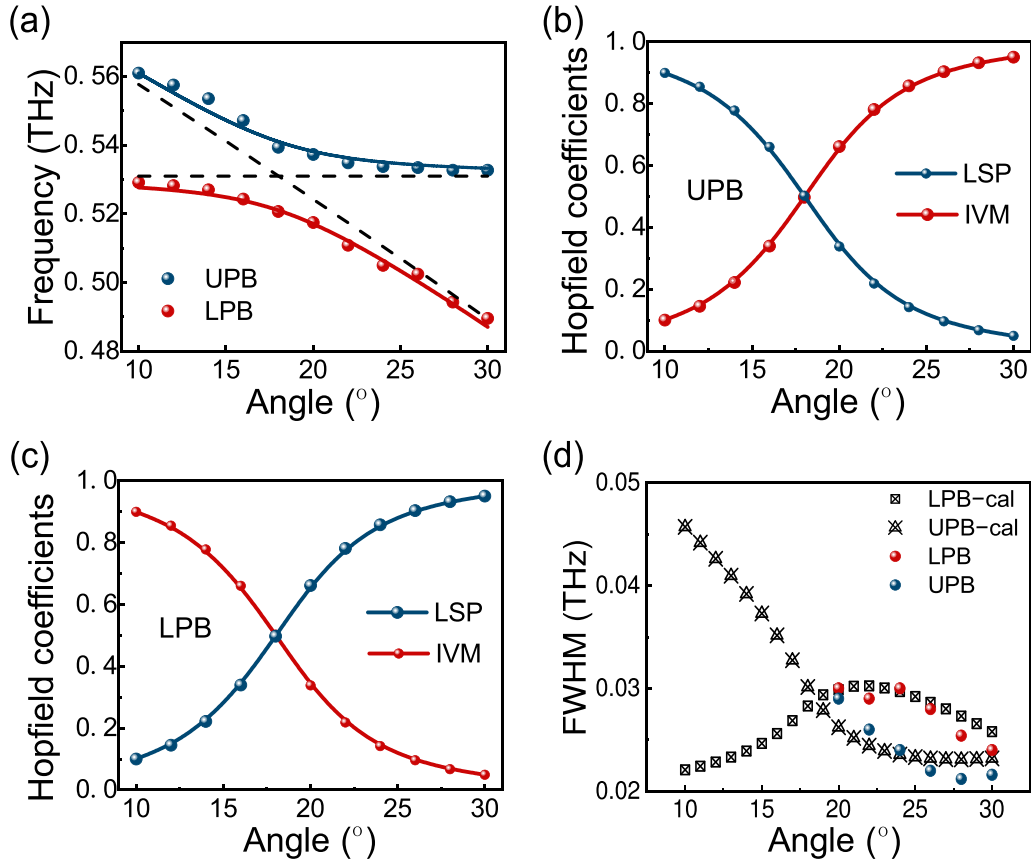 (a)
Frequency (THz)
0.56
0.54
0.52
0.50
0.48
UPB
LPB
10 15 20 25 30
Angle (°)
(b)
Hopfield coefficients
1.0
0.8
0.6
0.4
0.2
0.0
UPB
LSP
IVM
10 15 20 25 30
Angle (°)
(c)
Hopfield coefficients
1.0
0.8
0.6
0.4
0.2
0.0
LPB
LSP
IVM
10 15 20 25 30
Angle (°)
(d)
FWHM (THz)
0.05
0.04
0.03
0.02
LPB−cal
UPB−cal
LPB
UPB
10 15 20 25 30
Angle (°)